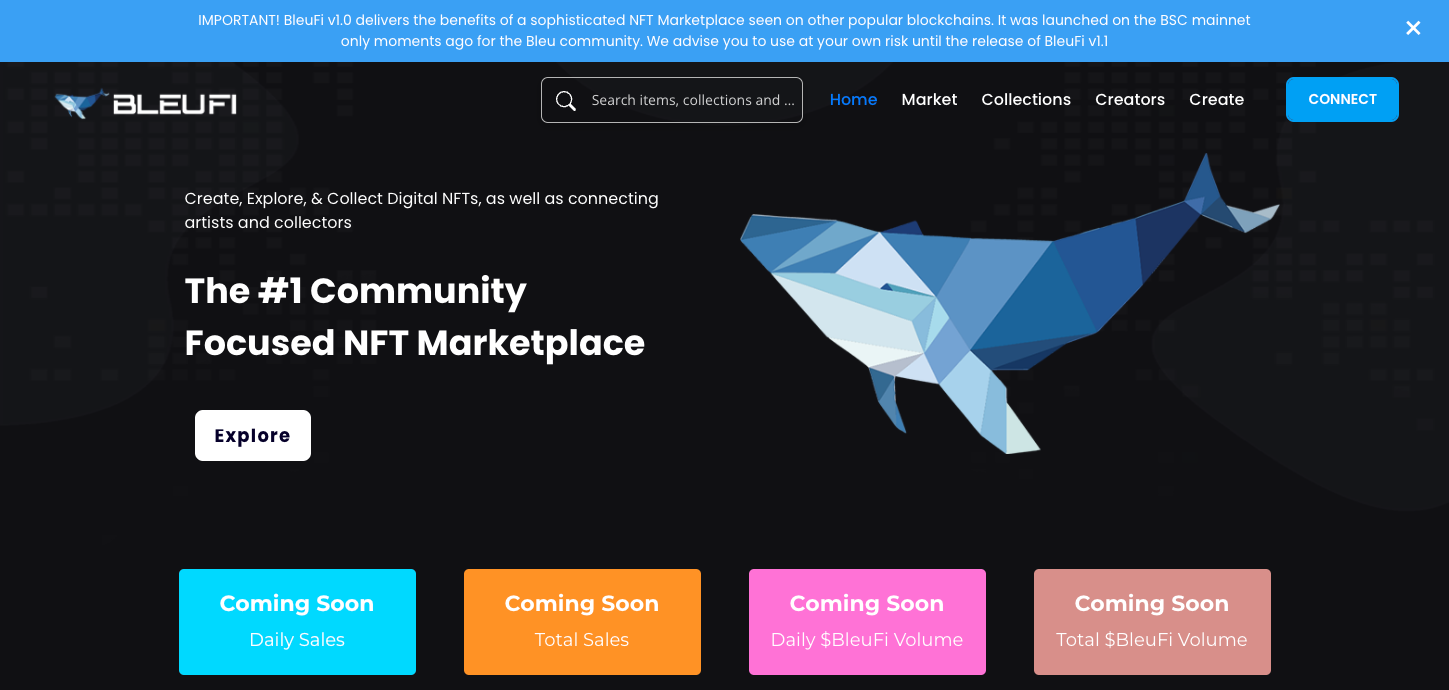 IMPORTANT! BleuFi v1.0 delivers the benefits of a sophisticated NFT Marketplace seen on other popular blockchains. It was launched on the BSC mainnet
only moments ago for the Bleu community. We advise you to use at your own risk until the release of BleuFi v1.1
BLEUFI
Search items, collections and ...
Home
Market
Collections
Creators
Create
CONNECT
Create, Explore, & Collect Digital NFTs, as well as connecting
artists and collectors
The #1 Community
Focused NFT Marketplace
Explore
Coming Soon
Daily Sales
Coming Soon
Total Sales
Coming Soon
Daily $BleuFi Volume
Coming Soon
Total $BleuFi Volume